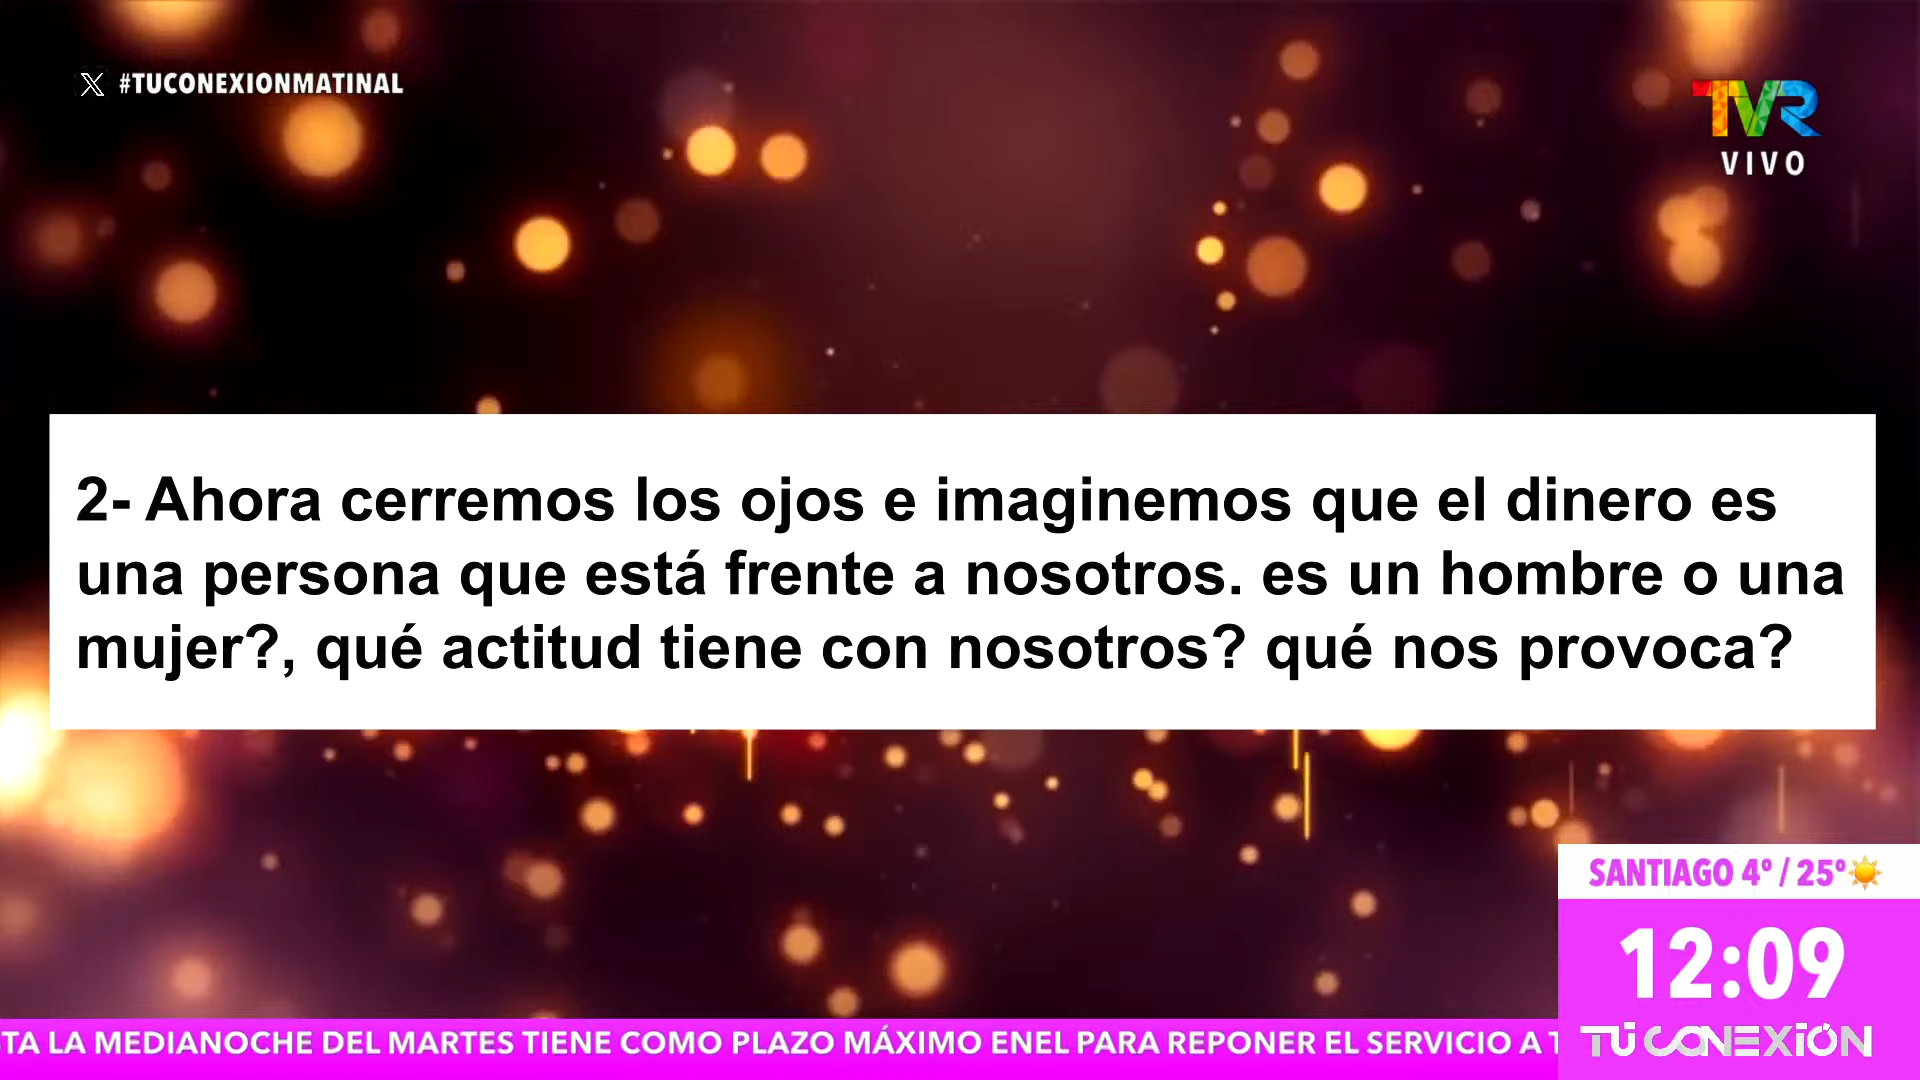 #TUCONEXIONMATINAL
TVR
VIVO
2- Ahora cerremos los ojos e imaginemos que el dinero es
una persona que está frente a nosotros. es un hombre o una
mujer?, qué actitud tiene con nosotros? qué nos provoca?
SANTIAGO 4º / 25º
12:09
TA LA MEDIANOCHE DEL MARTES TIENE COMO PLAZO MÁXIMO ENEL PARA REPONER EL SERVICIO A T
TÚ CONEXIÓN